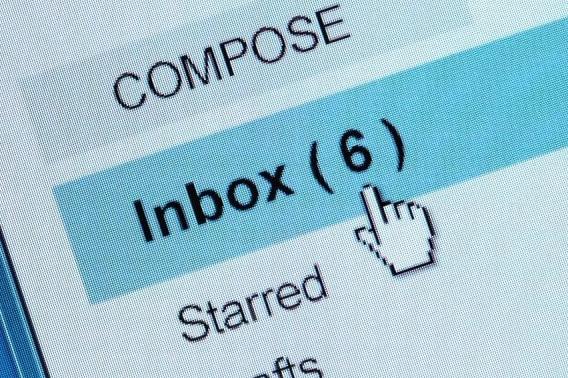 COMPOSE
Inbox ( 6 )
Starred